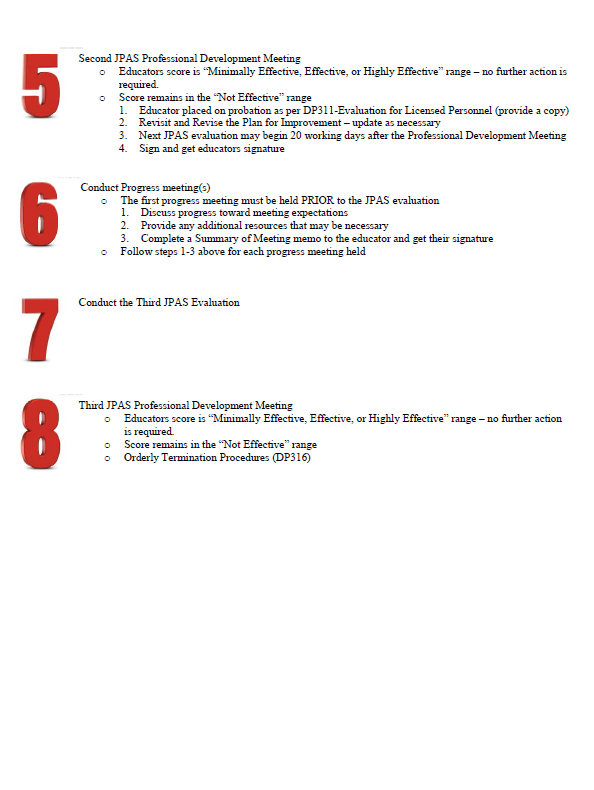 5
Second JPAS Professional Development Meeting
o Educators score is “Minimally Effective, Effective, or Highly Effective” range – no further action is
required.
o Score remains in the “Not Effective” range
1. Educator placed on probation as per DP311-Evaluation for Licensed Personnel (provide a copy)
2. Revisit and Revise the Plan for Improvement – update as necessary
3. Next JPAS evaluation may begin 20 working days after the Professional Development Meeting
4. Sign and get educators signature
6
Conduct Progress meeting(s)
o The first progress meeting must be held PRIOR to the JPAS evaluation
1. Discuss progress toward meeting expectations
2. Provide any additional resources that may be necessary
3. Complete a Summary of Meeting memo to the educator and get their signature
o Follow steps 1-3 above for each progress meeting held
7
Conduct the Third JPAS Evaluation
8
Third JPAS Professional Development Meeting
o Educators score is “Minimally Effective, Effective, or Highly Effective” range – no further action
is required.
o Score remains in the “Not Effective” range
o Orderly Termination Procedures (DP316)